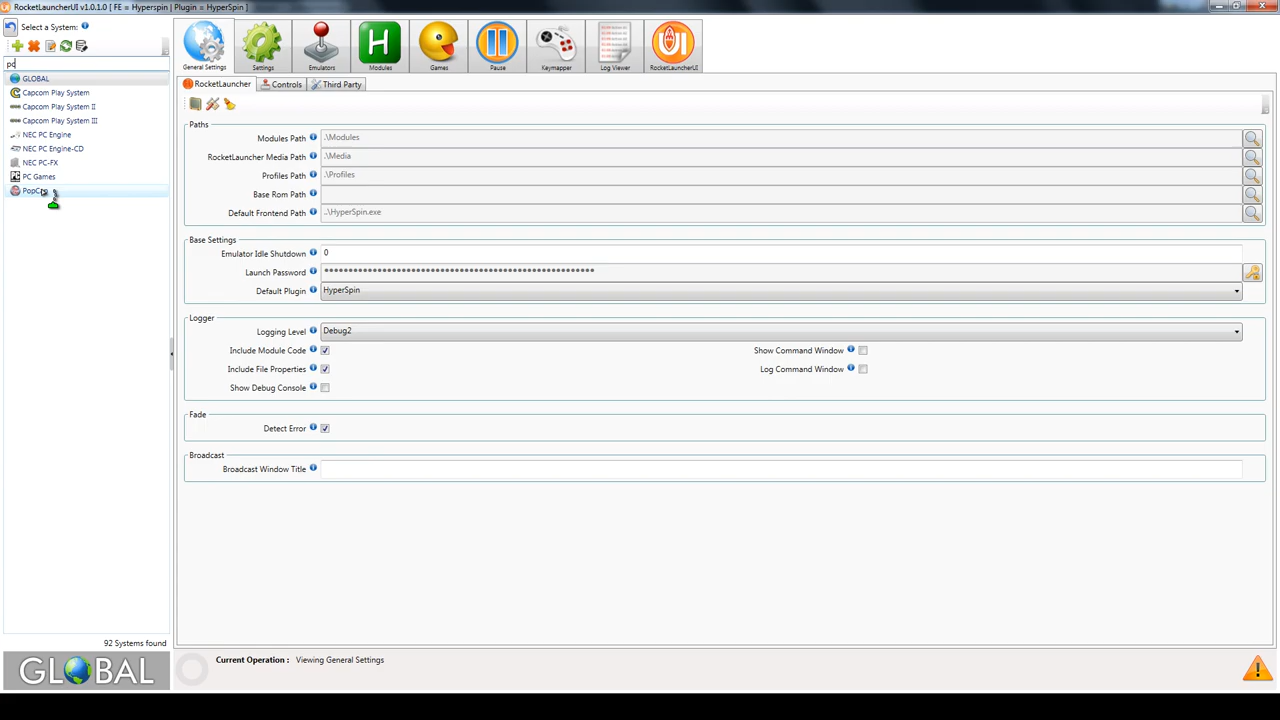 RocketLauncherUI v1.0.1.0 [ FE = Hyperspin | Plugin = HyperSpin ]
Select a System:
pc
GLOBAL
Capcom Play System
Capcom Play System II
Capcom Play System III
NEC PC Engine
NEC PC Engine-CD
NEC PC-FX
PC Games
92 Systems found
GLOBAL
General Settings
Settings
Emulators
H
Modules
Games
Pause
Keymapper
Log Viewer
UI
RocketLauncherUI
RocketLauncher
Controls
Third Party
Paths
Modules Path .\Modules
RocketLauncher Media Path .\Media
Profiles Path .\Profiles
Base Rom Path
Default Frontend Path ..\HyperSpin.exe
Base Settings
Emulator Idle Shutdown 0
Launch Password
Default Plugin HyperSpin
Logger
Logging Level Debug2
Include Module Code Show Command Window
Include File Properties Log Command Window
Show Debug Console
Fade
Detect Error
Broadcast
Broadcast Window Title
Current Operation : Viewing General Settings